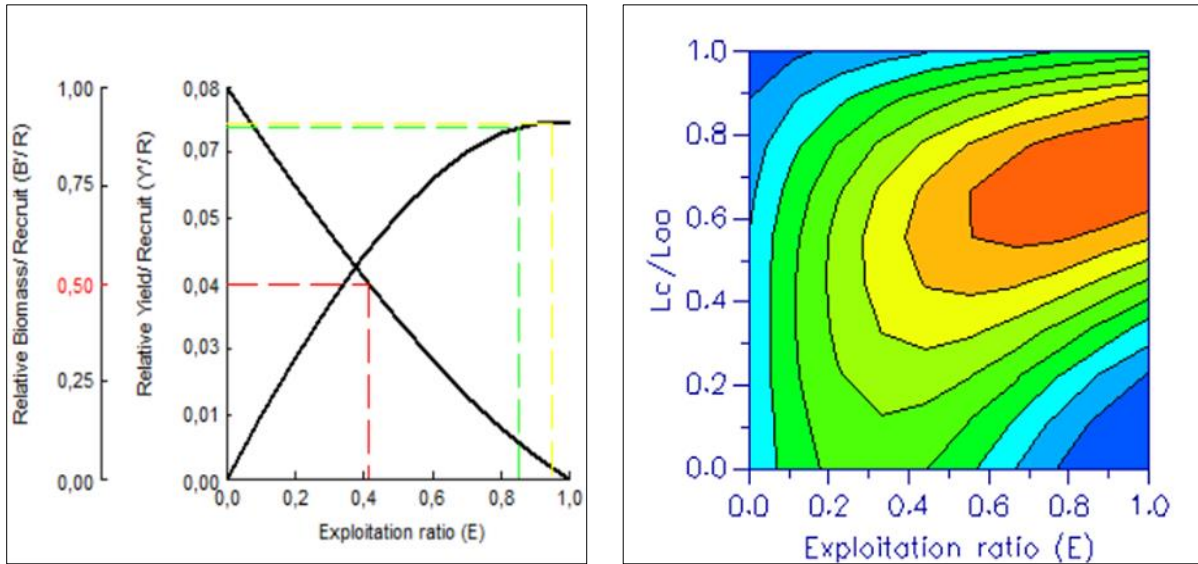 Relative Biomass/ Recruit (B'/ R)
1,00
0,75
0,50
0,25
0,00
Relative Yield/ Recruit (Y'/ R)
0,08
0,07
0,05
0,04
0,03
0,01
0,00
0,0 0,2 0,4 0,6 0,8 1,0
Exploitation ratio (E)
Lc/Loo
1.0
0.8
0.6
0.4
0.2
0.0
0.0 0.2 0.4 0.6 0.8 1.0
Exploitation ratio (E)